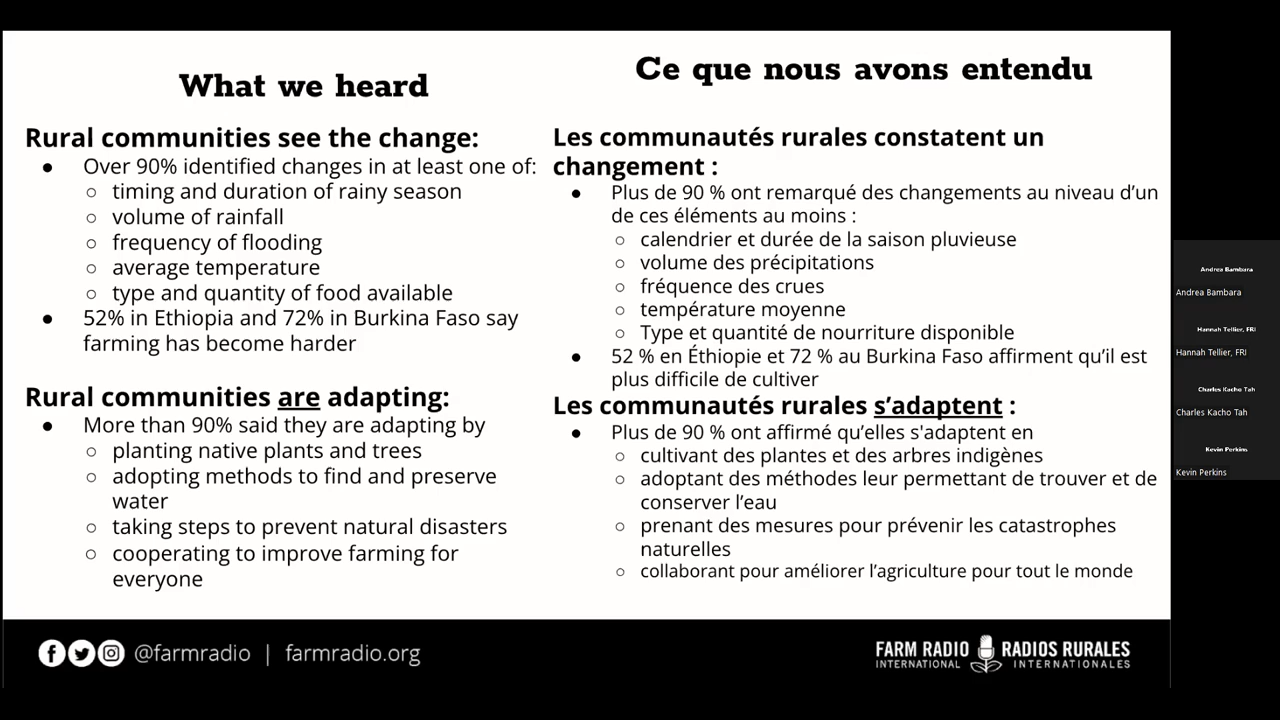 What we heard
Rural communities see the change:
● Over 90% identified changes in at least one of:
○ timing and duration of rainy season
○ volume of rainfall
○ frequency of flooding
○ average temperature
○ type and quantity of food available
● 52% in Ethiopia and 72% in Burkina Faso say
farming has become harder
Rural communities are adapting:
● More than 90% said they are adapting by
○ planting native plants and trees
○ adopting methods to find and preserve
water
○ taking steps to prevent natural disasters
○ cooperating to improve farming for
everyone
Ce que nous avons entendu
Les communautés rurales constatent un
changement :
● Plus de 90 % ont remarqué des changements au niveau d’un
de ces éléments au moins :
○ calendrier et durée de la saison pluvieuse
○ volume des précipitations
○ fréquence des crues
○ température moyenne
○ Type et quantité de nourriture disponible
● 52 % en Éthiopie et 72 % au Burkina Faso affirment qu’il est
plus difficile de cultiver
Les communautés rurales s’adaptent :
● Plus de 90 % ont affirmé qu’elles s'adaptent en
○ cultivant des plantes et des arbres indigènes
○ adoptant des méthodes leur permettant de trouver et de
conserver l’eau
○ prenant des mesures pour prévenir les catastrophes
naturelles
○ collaborant pour améliorer l’agriculture pour tout le monde
@farmradio | farmradio.org
FARM RADIO
INTERNATIONAL
RADIOS RURALES
INTERNATIONALES
Andrea Bambara
Andrea Bambara
Hannah Tellier, FRI
Hannah Tellier, FRI
Charles Kacho Tah
Charles Kacho Tah
Kevin Perkins
Kevin Perkins